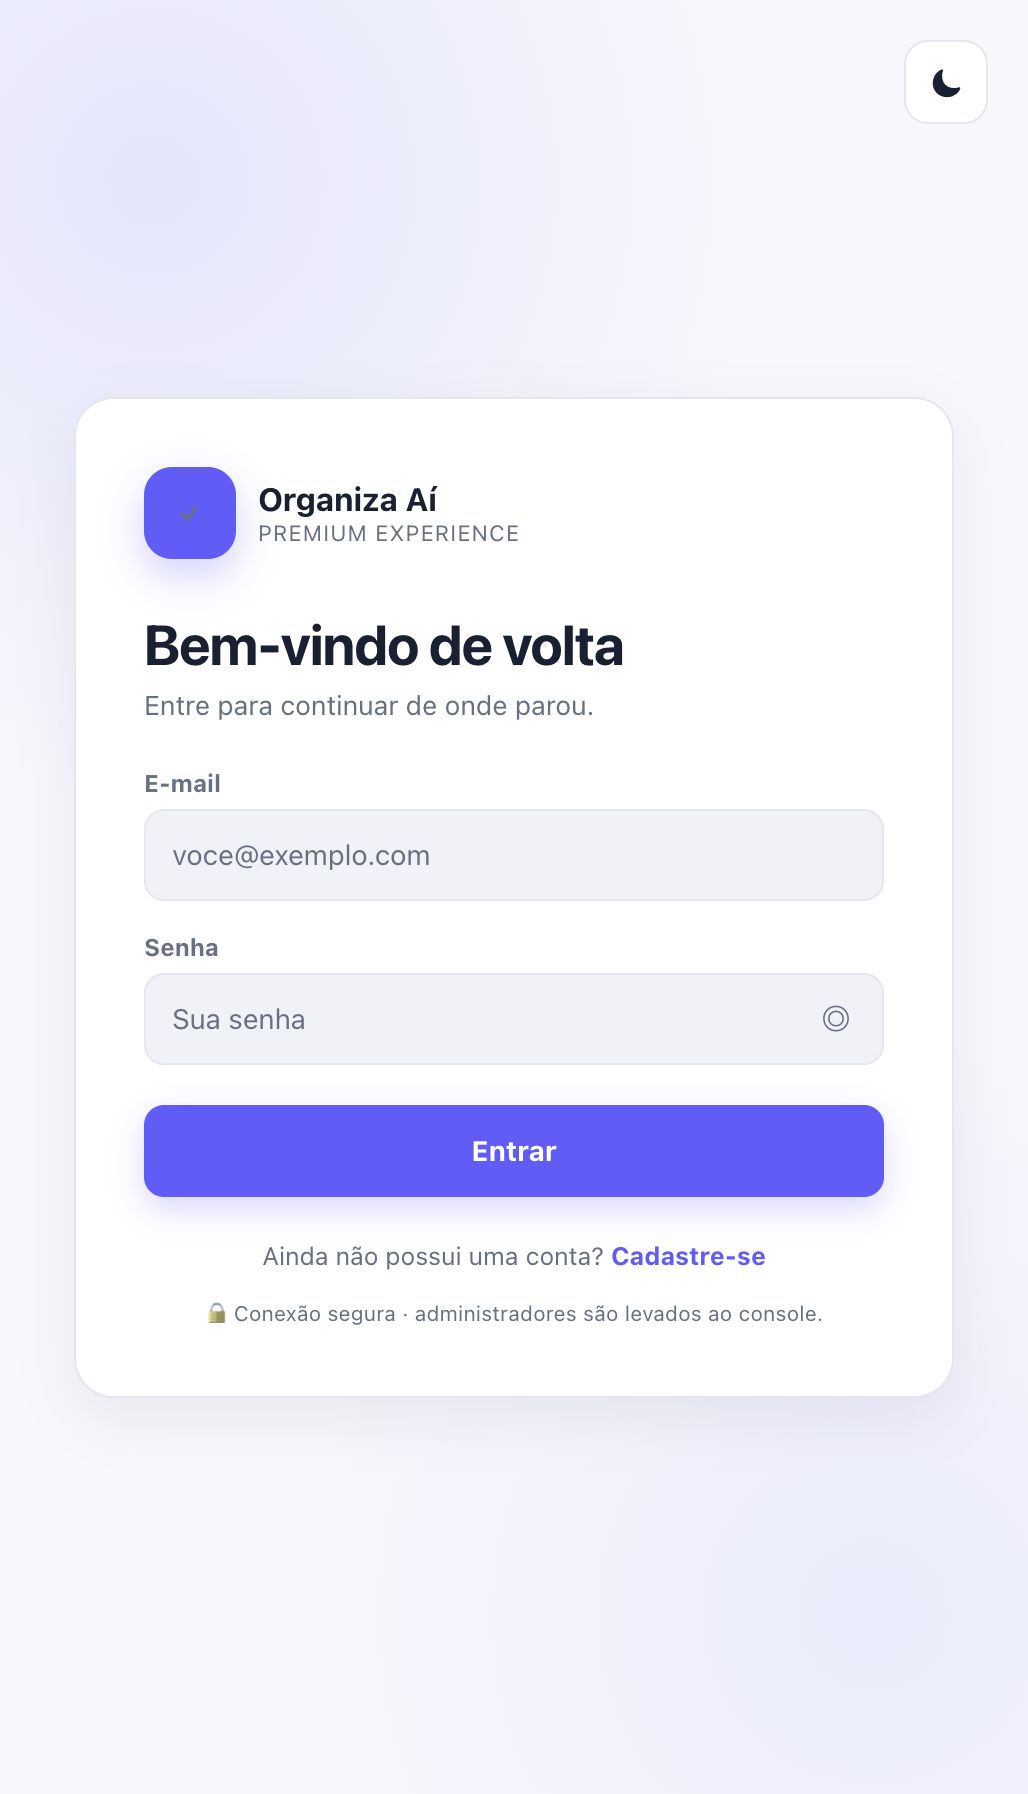 Organiza Aí
PREMIUM EXPERIENCE
Bem-vindo de volta
Entre para continuar de onde parou.
E-mail
voce@exemplo.com
Senha
Sua senha
Entrar
Ainda não possui uma conta? Cadastre-se
🔒 Conexão segura · administradores são levados ao console.